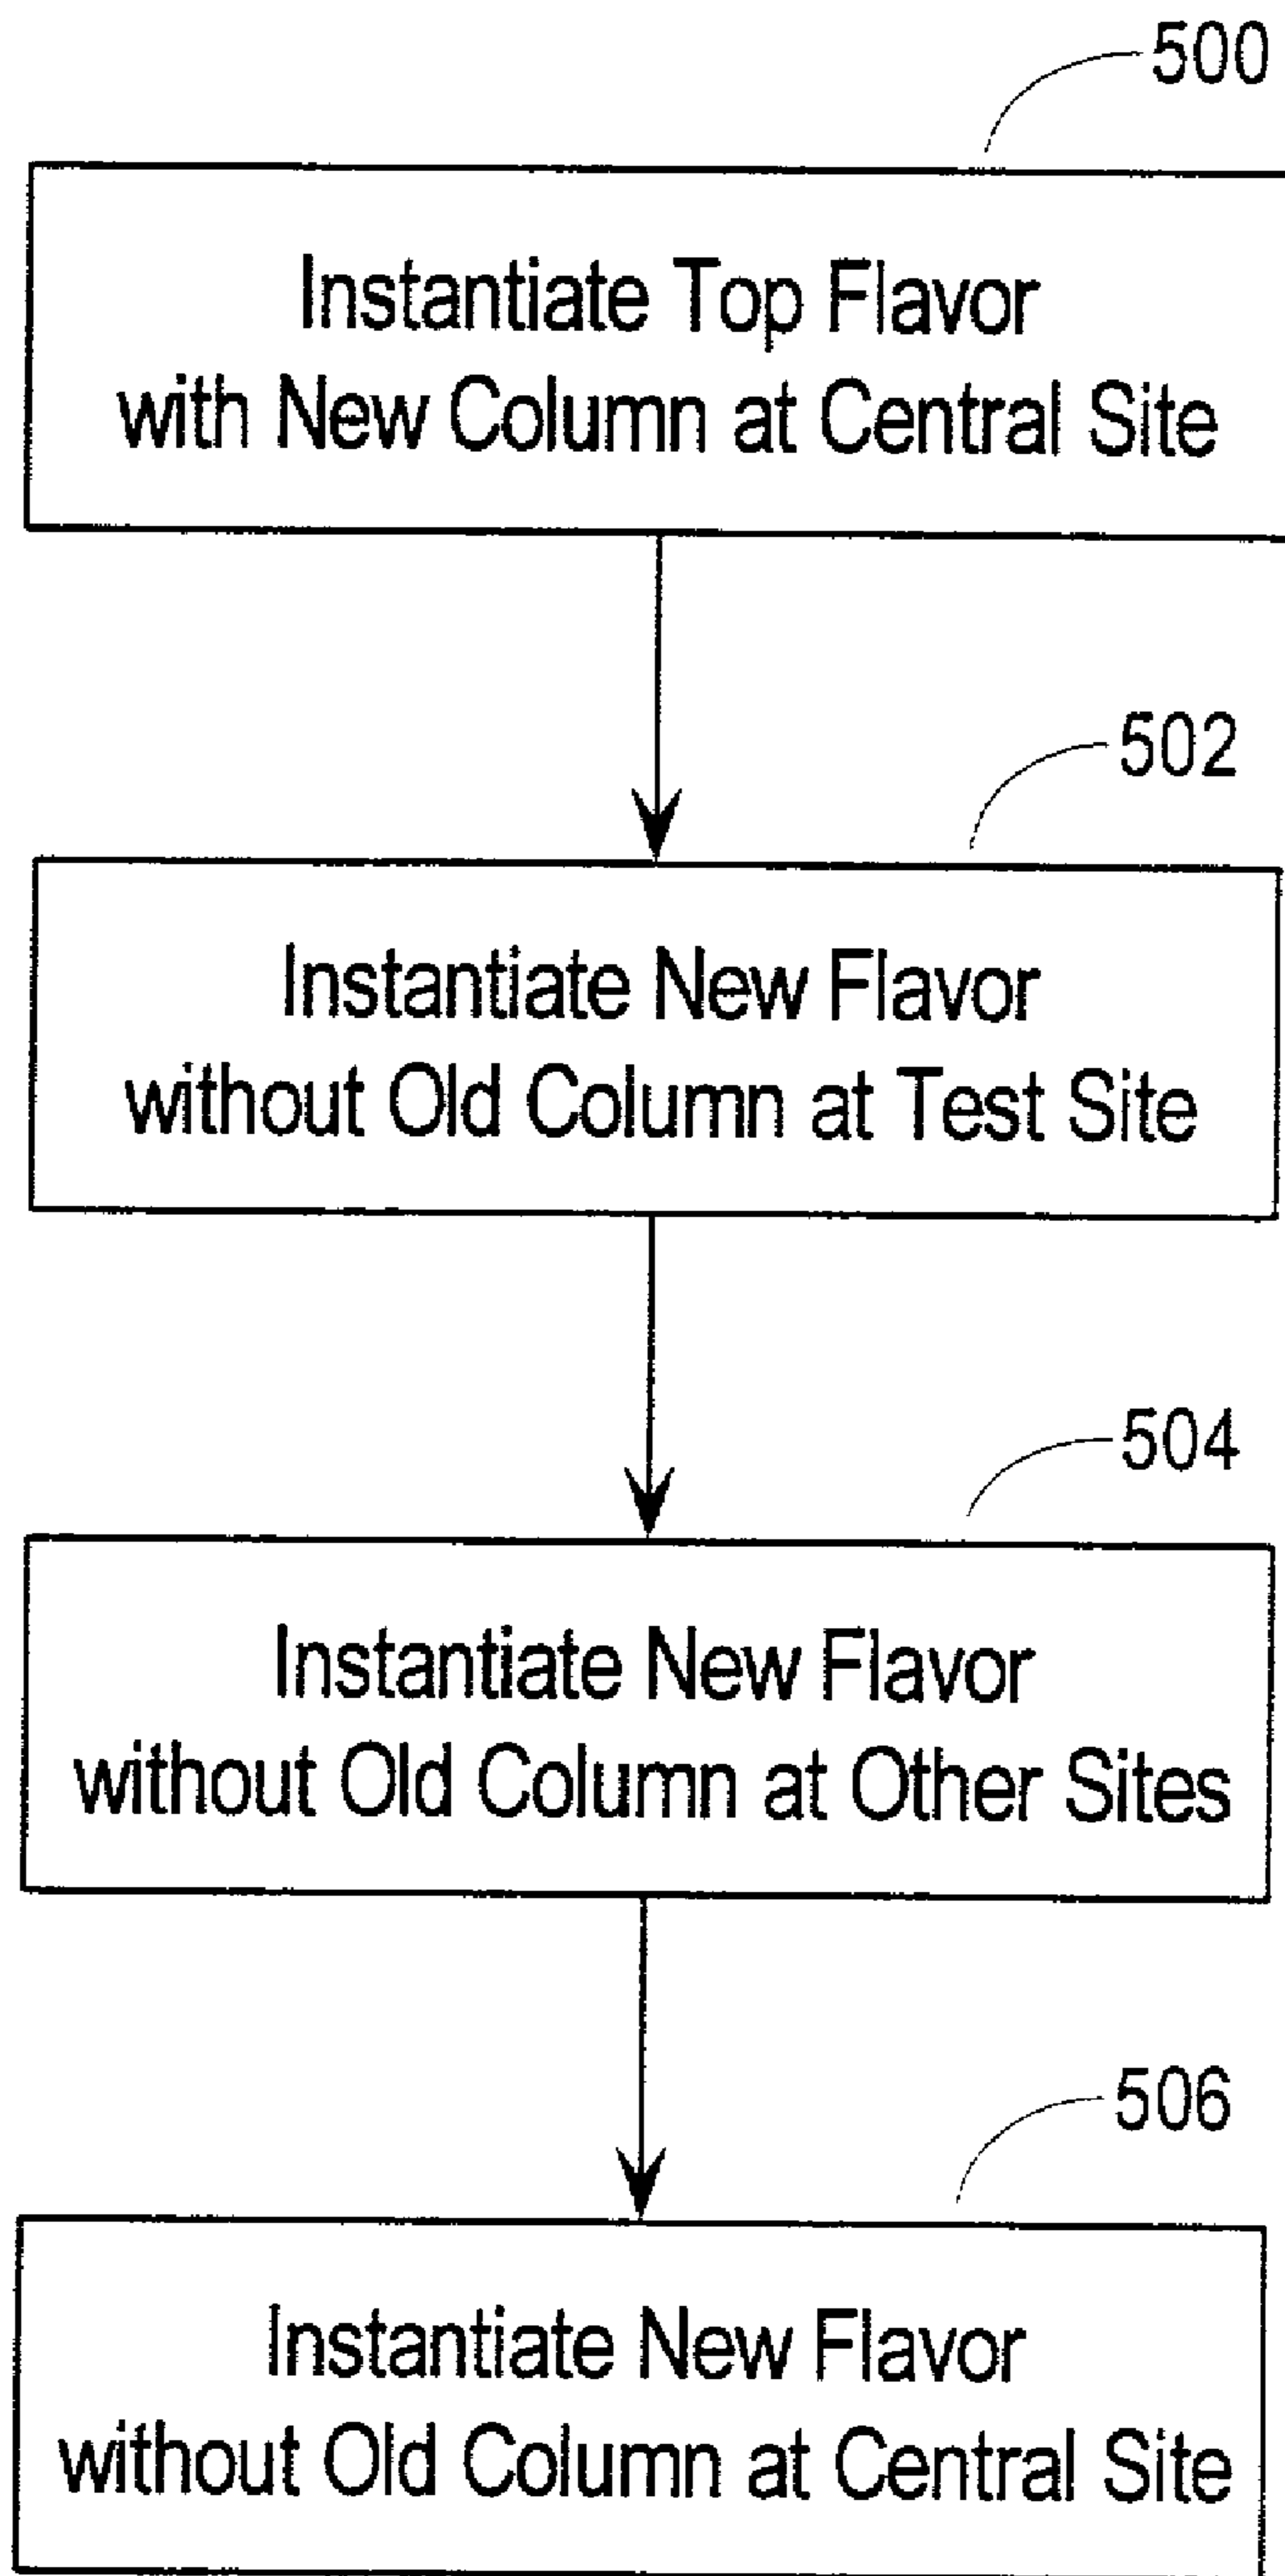 500
Instantiate Top Flavor
with New Column at Central Site
502
Instantiate New Flavor
without Old Column at Test Site
504
Instantiate New Flavor
without Old Column at Other Sites
506
Instantiate New Flavor
without Old Column at Central Site